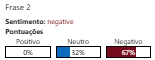 Frase 2
Sentimento: negative
Pontuações
Positivo Neutro Negativo
0% 32% 67%